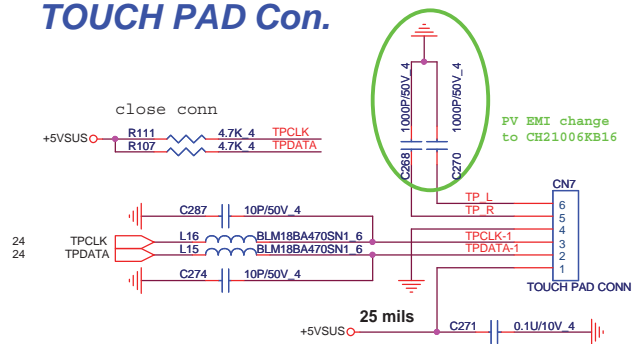 TOUCH PAD Con.
close conn
+5VSUS
R111 4.7K_4 TPCLK
R107 4.7K_4 TPDATA
1000P/50V_4
1000P/50V_4
C268
C270
PV EMI change
to CH21006KB16
CN7
TP_L 6
TP_R 5
4
TPCLK-1 3
TPDATA-1 2
1
TOUCH PAD CONN
C287 10P/50V_4
24 TPCLK L16 BLM18BA470SN1_6
24 TPDATA L15 BLM18BA470SN1_6
C274 10P/50V_4
25 mils
+5VSUS C271 0.1U/10V_4